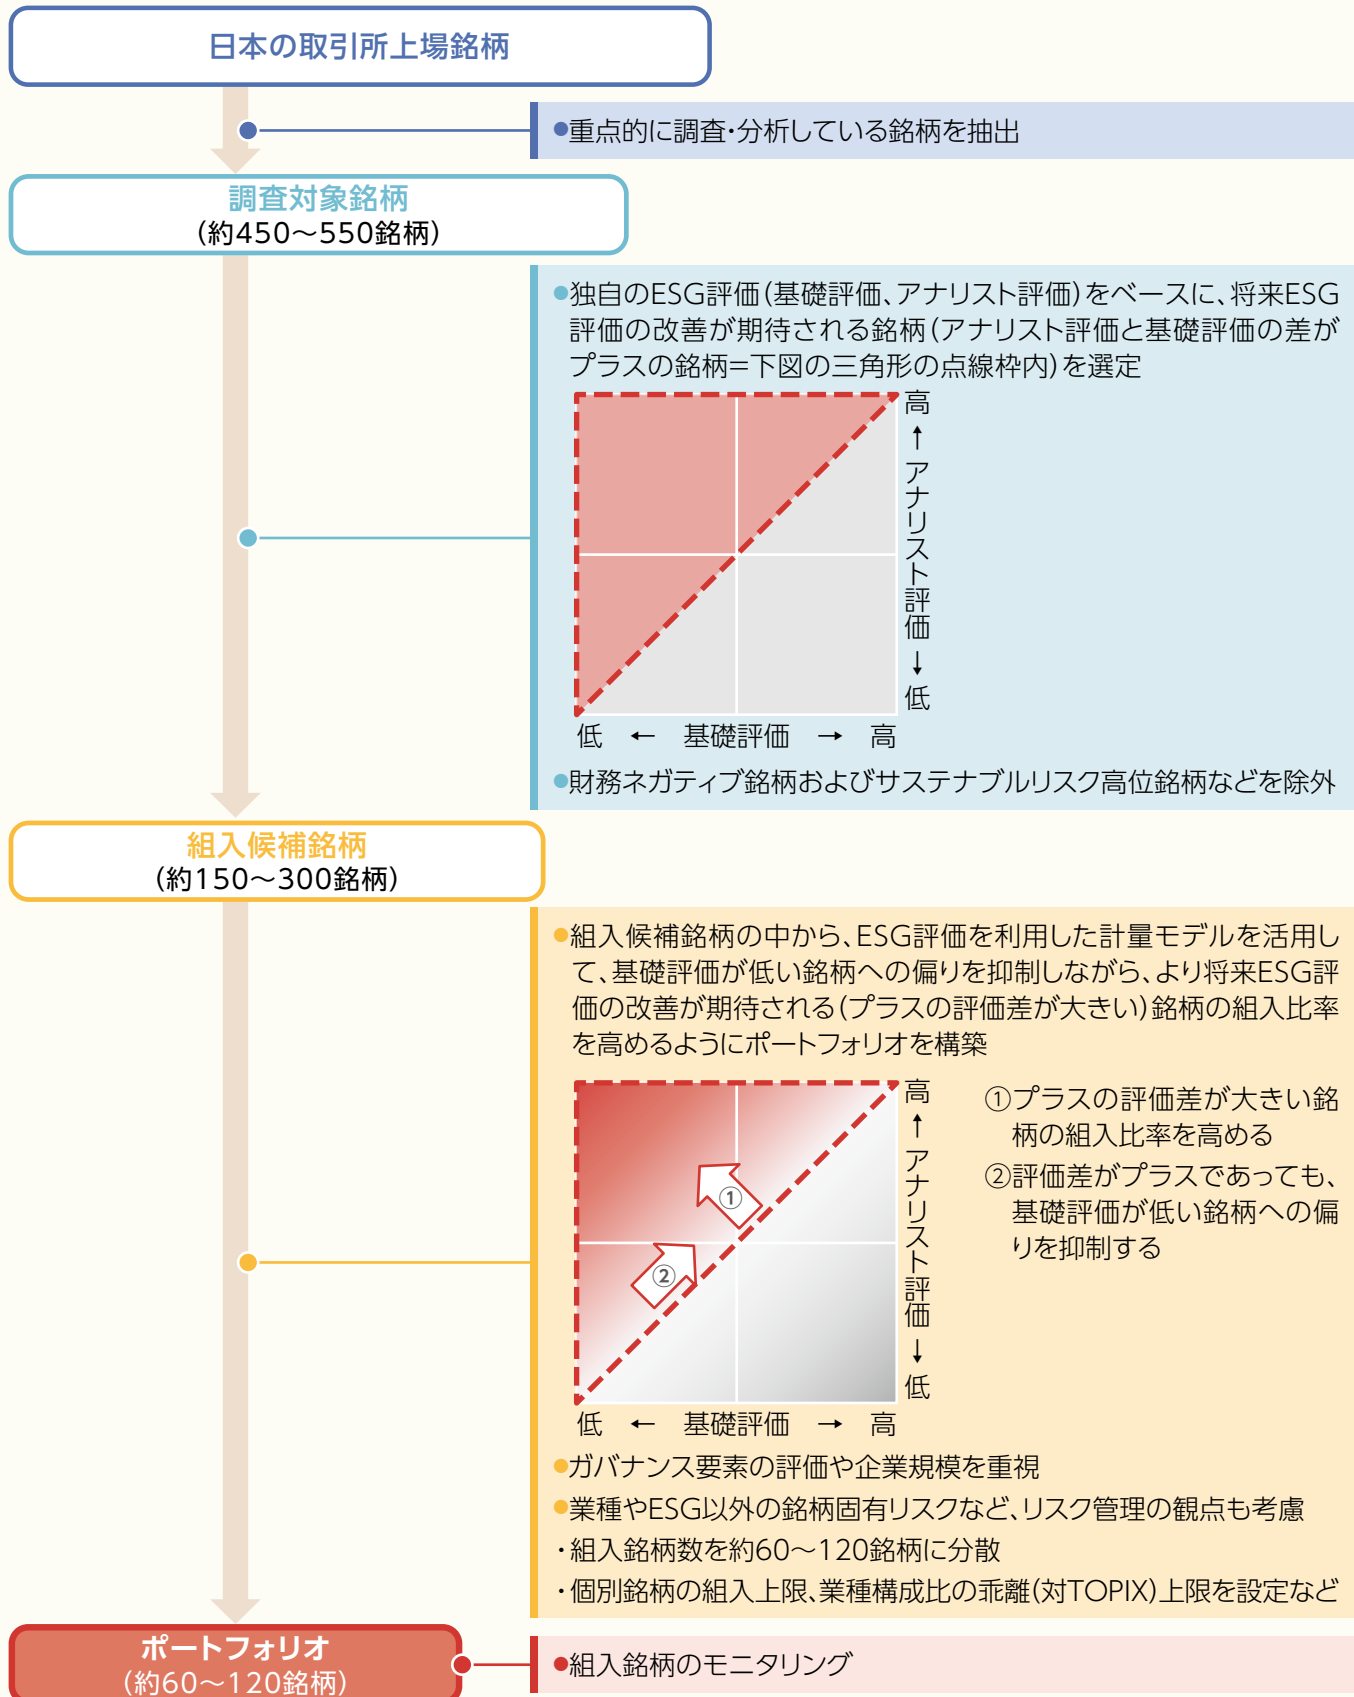 日本の取引所上場銘柄
●重点的に調査・分析している銘柄を抽出
調査対象銘柄
(約450〜550銘柄)
●独自のESG評価(基礎評価、アナリスト評価)をベースに、将来ESG
評価の改善が期待される銘柄(アナリスト評価と基礎評価の差が
プラスの銘柄=下図の三角形の点線枠内)を選定
高
↑
アナリスト評価
↓
低
低 ← 基礎評価 → 高
●財務ネガティブ銘柄およびサステナブルリスク高位銘柄などを除外
組入候補銘柄
(約150〜300銘柄)
●組入候補銘柄の中から、ESG評価を利用した計量モデルを活用し
て、基礎評価が低い銘柄への偏りを抑制しながら、より将来ESG評
価の改善が期待される(プラスの評価差が大きい)銘柄の組入比率
を高めるようにポートフォリオを構築
高
↑
アナリスト評価
↓
低
①
②
低 ← 基礎評価 → 高
①プラスの評価差が大きい銘
柄の組入比率を高める
②評価差がプラスであっても、
基礎評価が低い銘柄への偏
りを抑制する
●ガバナンス要素の評価や企業規模を重視
●業種やESG以外の銘柄固有リスクなど、リスク管理の観点も考慮
・組入銘柄数を約60〜120銘柄に分散
・個別銘柄の組入上限、業種構成比の乖離(対TOPIX)上限を設定など
ポートフォリオ
(約60〜120銘柄)
●組入銘柄のモニタリング